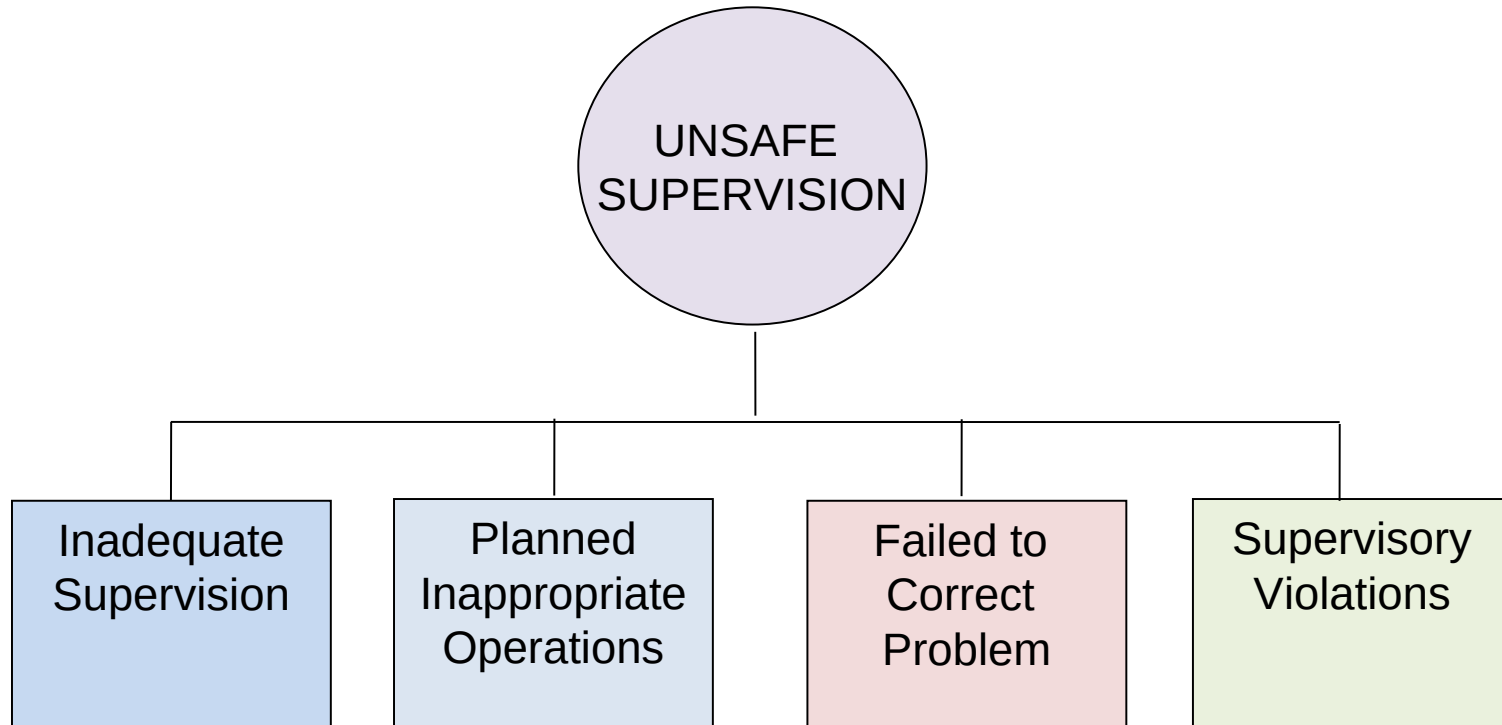 UNSAFE
SUPERVISION
Inadequate
Supervision
Planned
Inappropriate
Operations
Failed to
Correct
Problem
Supervisory
Violations